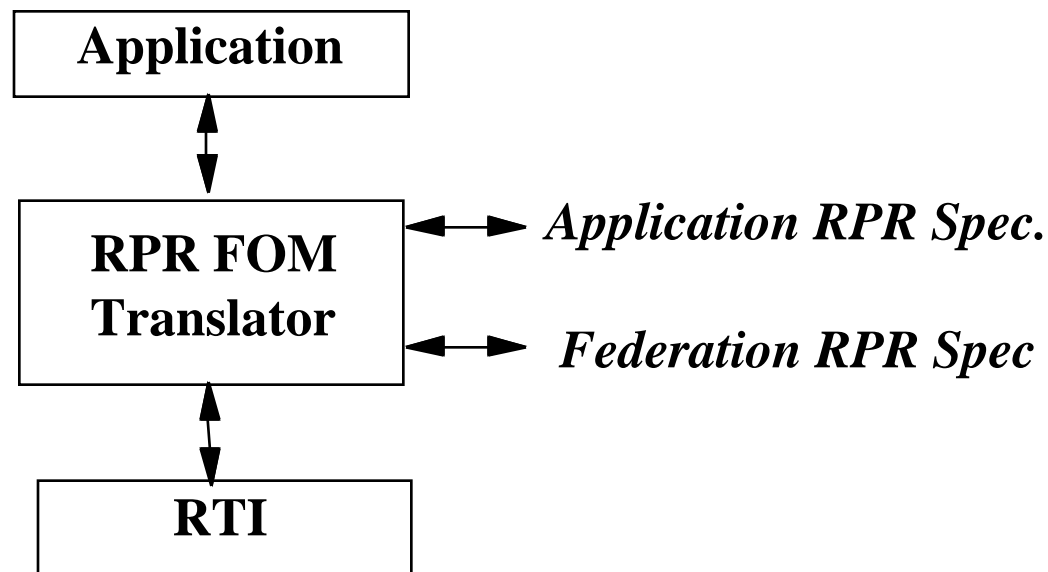 Application
RPR FOM
Translator
Application RPR Spec.
Federation RPR Spec
RTI